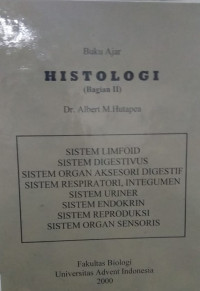 Buku Ajar
HISTOLOGI
(Bagian II)
Dr. Albert M.Hutapea
SISTEM LIMFOID
SISTEM DIGESTIVUS
SISTEM ORGAN AKSESORI DIGESTIF
SISTEM RESPIRATORI, INTEGUMEN
SISTEM URINER
SISTEM ENDOKRIN
SISTEM REPRODUKSI
SISTEM ORGAN SENSORIS
Fakultas Biologi
Universitas Advent Indonesia
2000